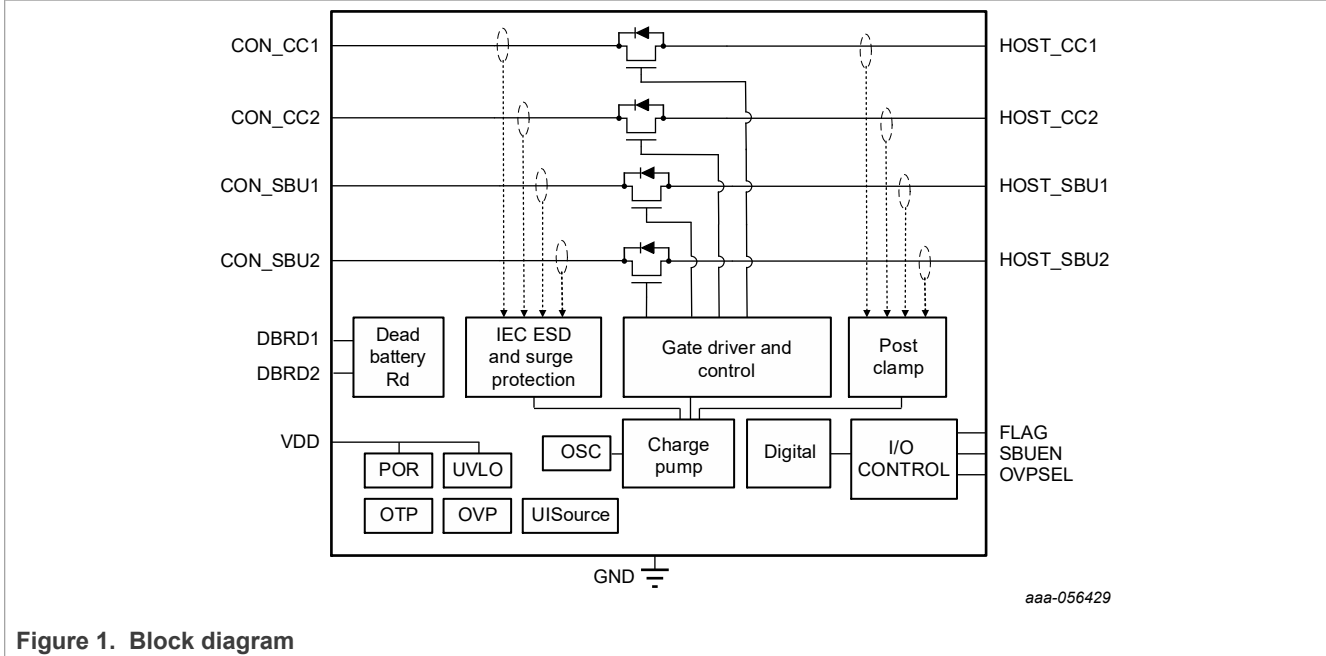 CON_CC1
HOST_CC1
CON_CC2
HOST_CC2
CON_SBU1
HOST_SBU1
CON_SBU2
HOST_SBU2
DBRD1
DBRD2
Dead
battery
Rd
IEC ESD
and surge
protection
Gate driver and
control
Post
clamp
VDD
POR
UVLO
OSC
Charge
pump
Digital
I/O
CONTROL
FLAG
SBUEN
OVPSEL
OTP
OVP
UISource
GND
aaa-056429
Figure 1. Block diagram